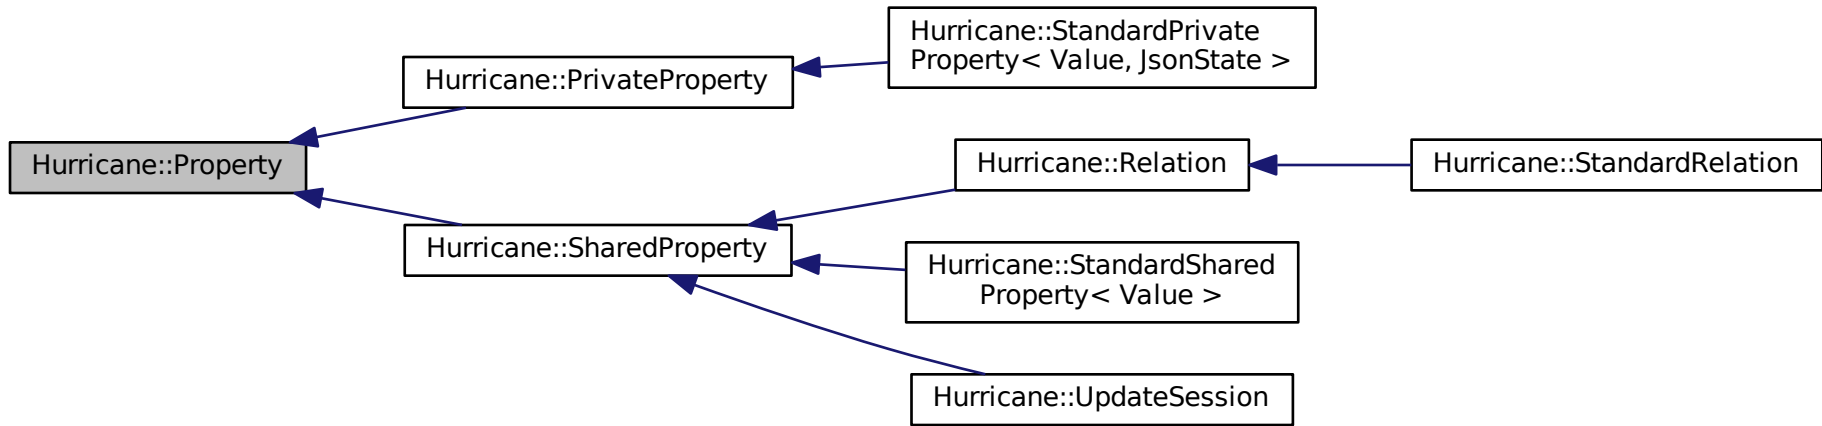 Hurricane::Property
Hurricane::PrivateProperty
Hurricane::StandardPrivate
Property< Value, JsonState >
Hurricane::SharedProperty
Hurricane::Relation
Hurricane::StandardRelation
Hurricane::StandardShared
Property< Value >
Hurricane::UpdateSession